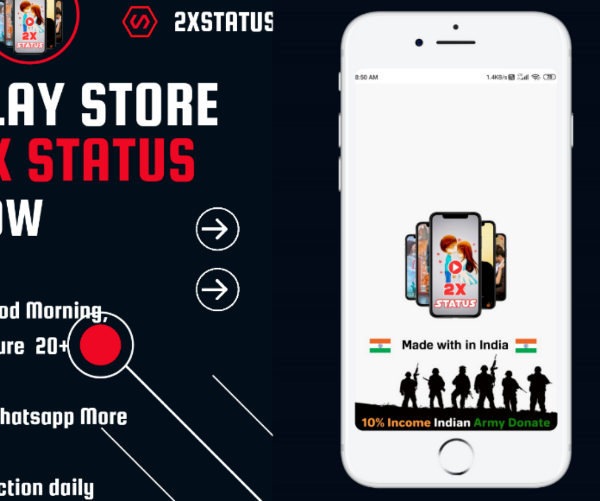 2X
STATUS
2XSTATUS
LAY STORE
X STATUS
OW
od Morning,
ure 20+
hatsapp More
ction daily
8:50 AM
1.4KB/s
2X
STATUS
Made with in India
10% Income Indian Army Donate